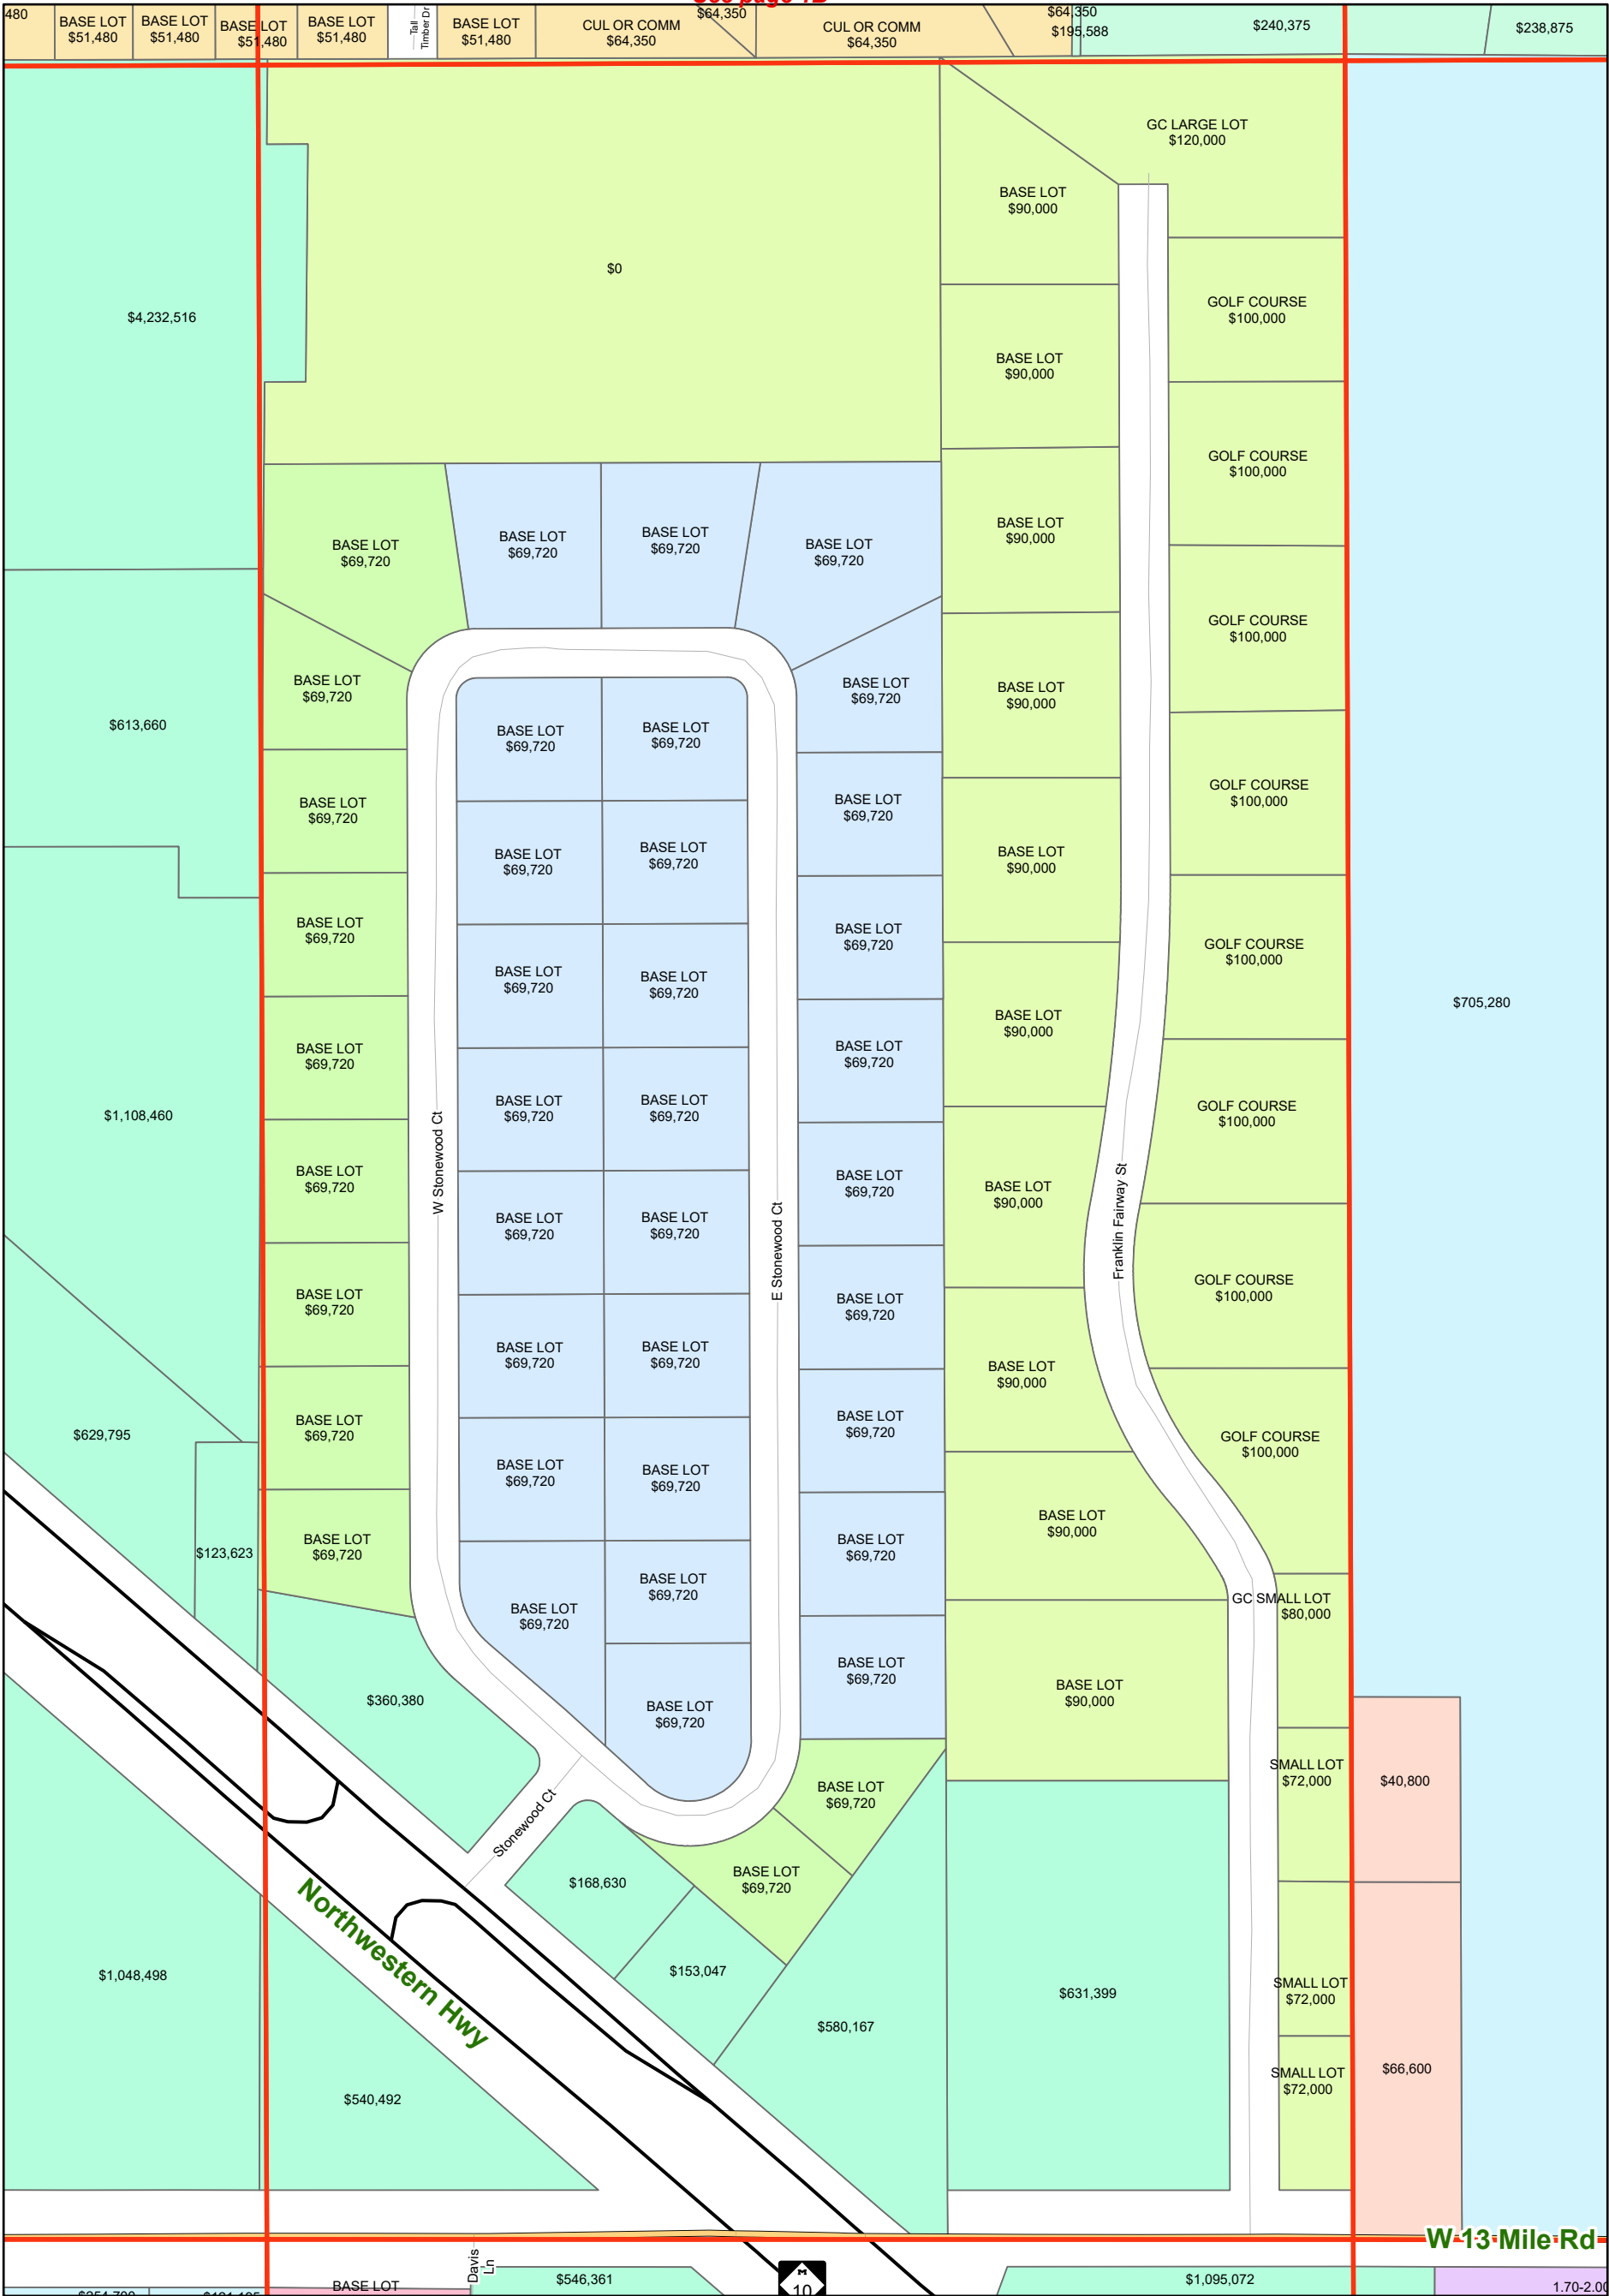 See page 4B
480
BASE LOT
$51,480
BASE LOT
$51,480
BASE LOT
$51,480
BASE LOT
$51,480
Tall
Timber Dr
BASE LOT
$51,480
CUL OR COMM
$64,350
$64,350
CUL OR COMM
$64,350
$64,350
$195,588
$240,375
$238,875
GC LARGE LOT
$120,000
BASE LOT
$90,000
$0
$4,232,516
GOLF COURSE
$100,000
BASE LOT
$90,000
GOLF COURSE
$100,000
BASE LOT
$69,720
BASE LOT
$69,720
BASE LOT
$69,720
BASE LOT
$69,720
BASE LOT
$90,000
GOLF COURSE
$100,000
BASE LOT
$69,720
BASE LOT
$69,720
BASE LOT
$90,000
$613,660
BASE LOT
$69,720
BASE LOT
$69,720
GOLF COURSE
$100,000
BASE LOT
$69,720
BASE LOT
$69,720
BASE LOT
$69,720
BASE LOT
$69,720
BASE LOT
$90,000
BASE LOT
$69,720
BASE LOT
$69,720
BASE LOT
$69,720
BASE LOT
$69,720
GOLF COURSE
$100,000
$705,280
BASE LOT
$69,720
BASE LOT
$69,720
BASE LOT
$90,000
$1,108,460
BASE LOT
$69,720
BASE LOT
$69,720
GOLF COURSE
$100,000
W Stonewood Ct
BASE LOT
$69,720
BASE LOT
$69,720
BASE LOT
$90,000
Franklin Fairway St
BASE LOT
$69,720
BASE LOT
$69,720
E Stonewood Ct
BASE LOT
$69,720
BASE LOT
$69,720
GOLF COURSE
$100,000
BASE LOT
$69,720
BASE LOT
$69,720
BASE LOT
$90,000
$629,795
BASE LOT
$69,720
BASE LOT
$69,720
BASE LOT
$69,720
BASE LOT
$69,720
GOLF COURSE
$100,000
$123,623
BASE LOT
$69,720
BASE LOT
$69,720
BASE LOT
$69,720
BASE LOT
$90,000
BASE LOT
$69,720
GC SMALL LOT
$80,000
$360,380
BASE LOT
$69,720
BASE LOT
$69,720
BASE LOT
$90,000
SMALL LOT
$72,000
$40,800
BASE LOT
$69,720
Stonewood Ct
BASE LOT
$69,720
$168,630
Northwestern Hwy
$1,048,498
$153,047
$631,399
SMALL LOT
$72,000
$580,167
$540,492
SMALL LOT
$72,000
$66,600
W 13 Mile Rd
Davis
Ln
$546,361
M
10
$1,095,072
BASE LOT